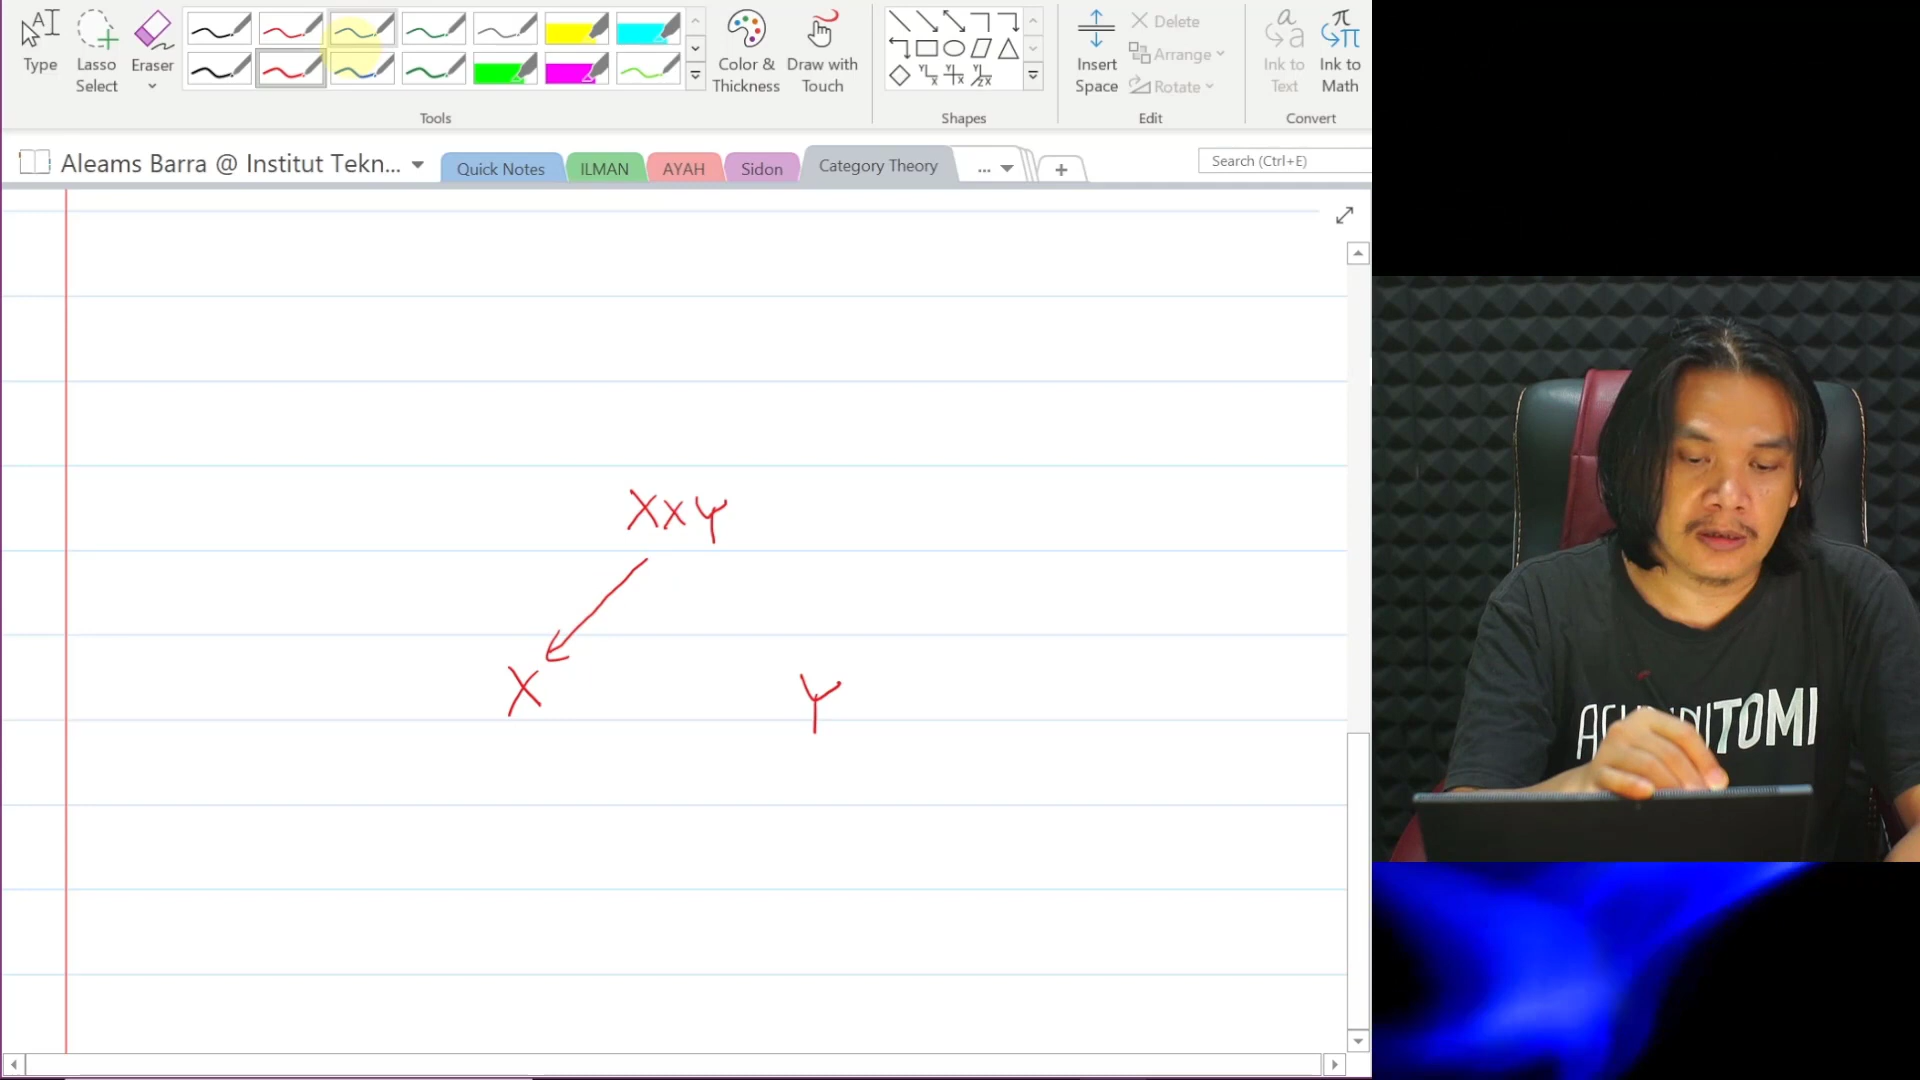 Type
Lasso
Select
Eraser
Color &
Thickness
Draw with
Touch
Insert
Space
Delete
Arrange
Rotate
Ink to
Text
Ink to
Math
Tools
Shapes
Edit
Convert
Aleams Barra @ Institut Tekn...
Quick Notes
ILMAN
AYAH
Sidon
Category Theory
...
Search (Ctrl+E)
X x Y
X
Y